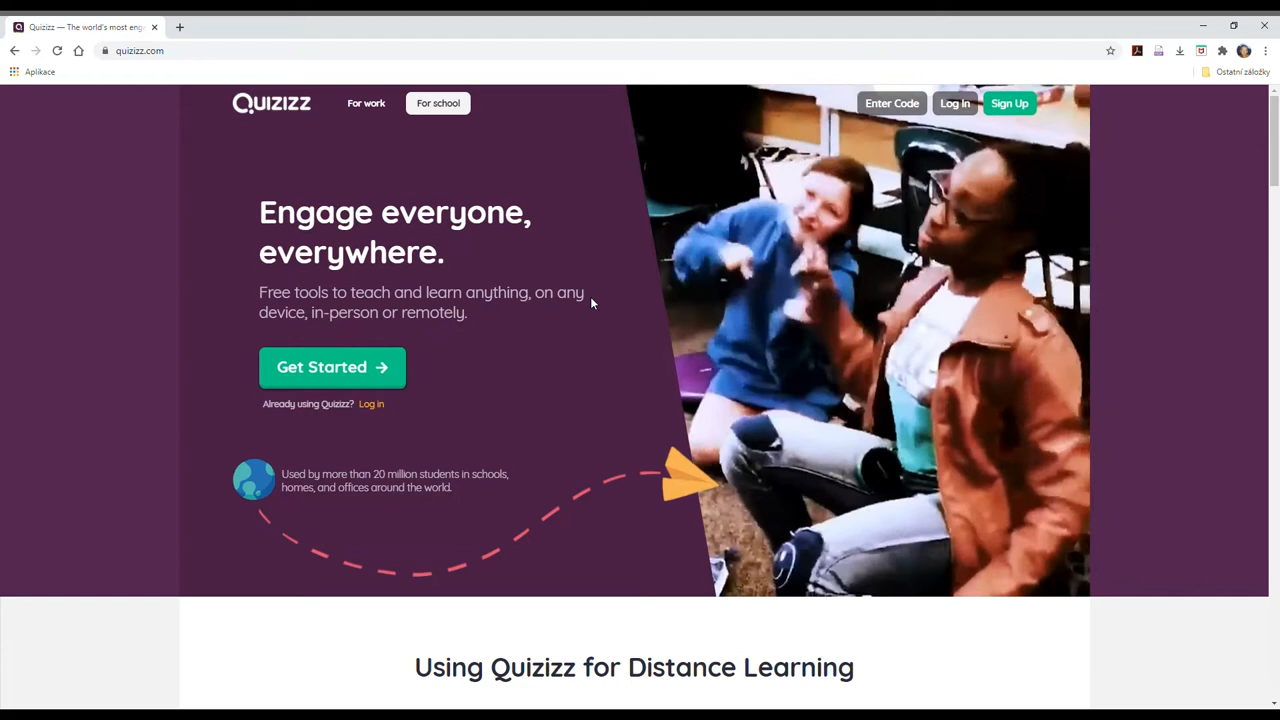 Quizizz — The world's most eng
quizizz.com
Aplikace
Ostatní záložky
Quizizz
For work
For school
Enter Code
Log In
Sign Up
Engage everyone,
everywhere.
Free tools to teach and learn anything, on any
device, in-person or remotely.
Get Started →
Already using Quizizz? Log in
Used by more than 20 million students in schools,
homes, and offices around the world.
Using Quizizz for Distance Learning